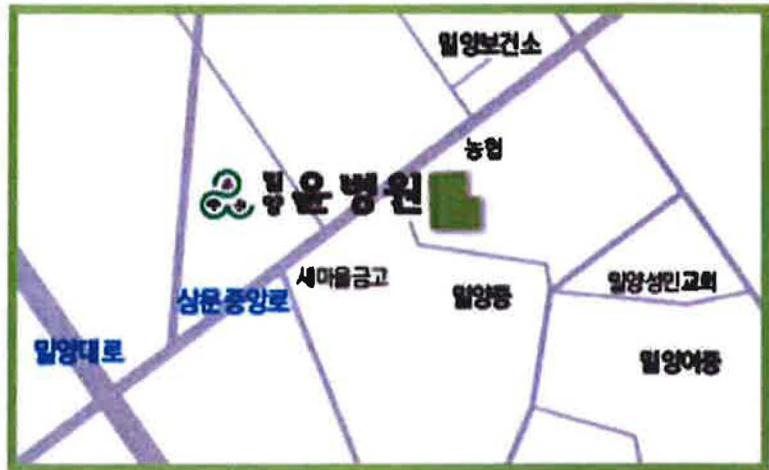 밀양보건소
농협
밀양 윤병원
새마을금고
삼문중앙로
밀양중
밀양성민교회
밀양대로
밀양여중